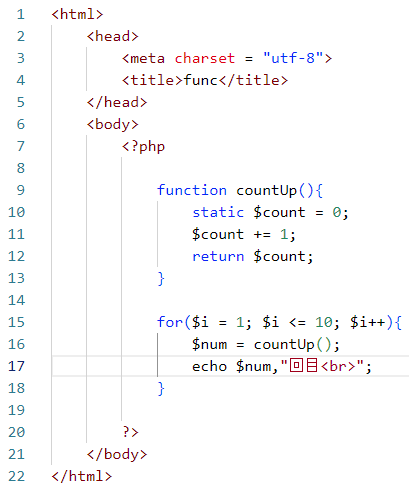 1 <html>
2 <head>
3 <meta charset = "utf-8">
4 <title>func</title>
5 </head>
6 <body>
7 <?php
8
9 function countUp(){
10 static $count = 0;
11 $count += 1;
12 return $count;
13 }
14
15 for($i = 1; $i <= 10; $i++){
16 $num = countUp();
17 echo $num,"回目<br>";
18 }
19
20 ?>
21 </body>
22 </html>